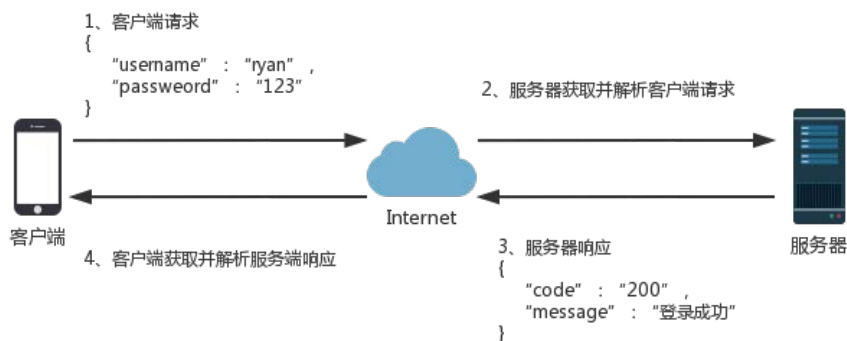 1、客户端请求
{
“username” : “ryan” ,
“passweord” : “123”
}
2、服务器获取并解析客户端请求
客户端
Internet
服务器
4、客户端获取并解析服务端响应
3、服务器响应
{
“code” : “200” ,
“message” : “登录成功”
}